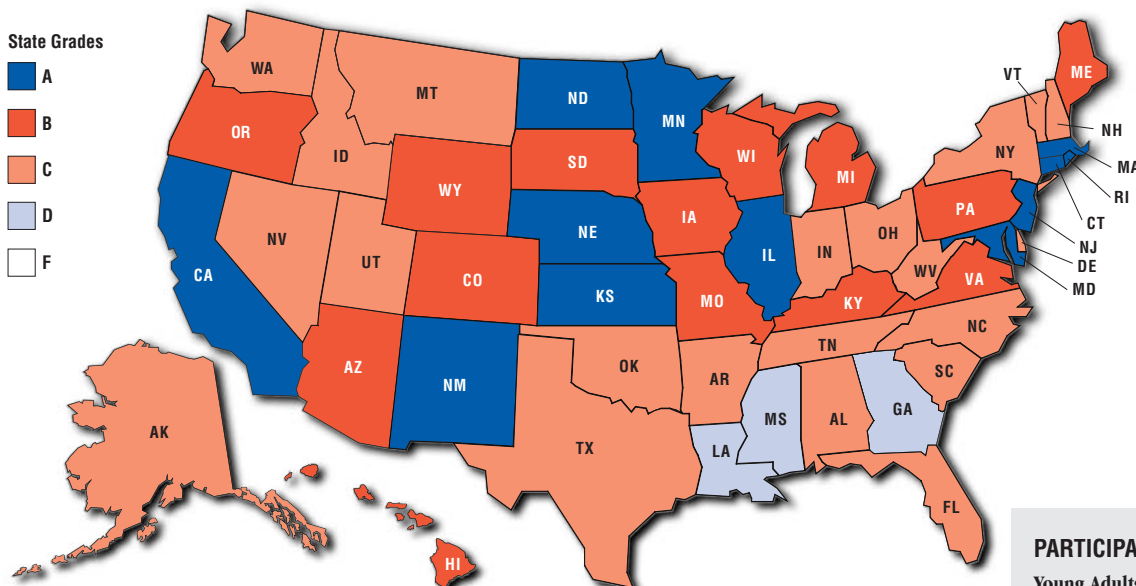 State Grades
A
B
C
D
F
WA
OR
CA
NV
ID
MT
WY
UT
AZ
CO
NM
ND
SD
NE
KS
OK
TX
MN
IA
MO
AR
LA
WI
IL
MI
IN
OH
KY
TN
MS
AL
GA
FL
SC
NC
VA
WV
PA
NY
VT
ME
NH
MA
RI
CT
NJ
DE
MD
AK
HI
PARTICIPA
Young Adults